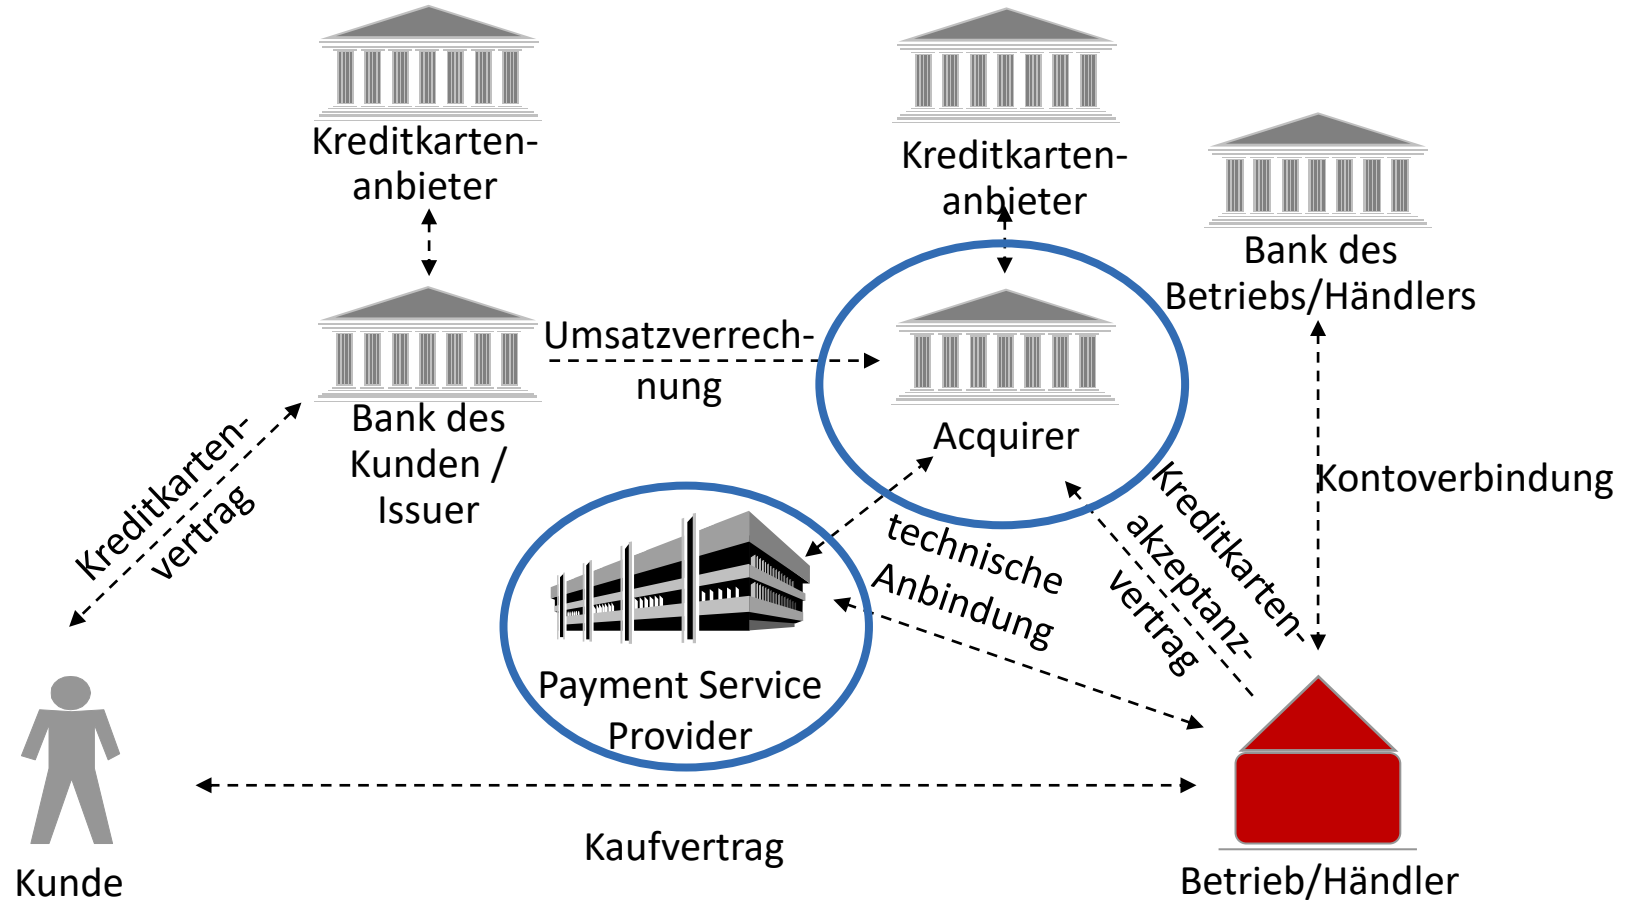 Kreditkarten-
anbieter
Kreditkarten-
anbieter
Bank des
Betriebs/Händlers
Umsatzverrech-
nung
Bank des
Kunden /
Issuer
Acquirer
Kreditkarten-
vertrag
Kontoverbindung
technische
Anbindung
Kreditkarten-
akzeptanz-
vertrag
Payment Service
Provider
Kaufvertrag
Kunde
Betrieb/Händler